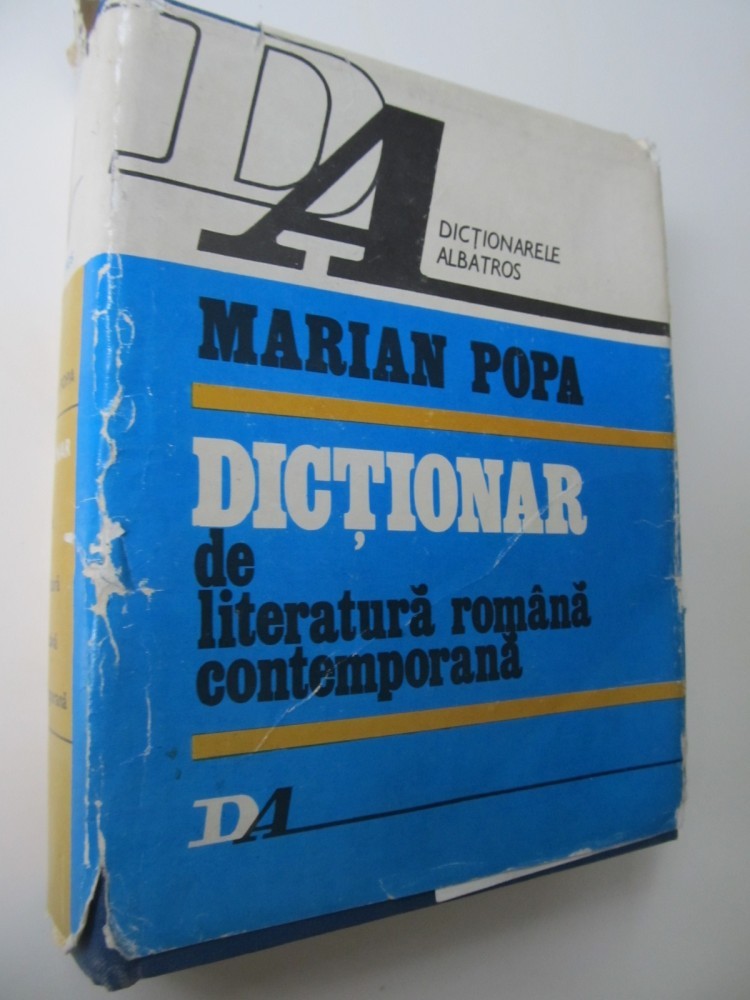 DA
DICȚIONARELE
ALBATROS
MARIAN POPA
DICȚIONAR
de
literatură română
contemporană
DA